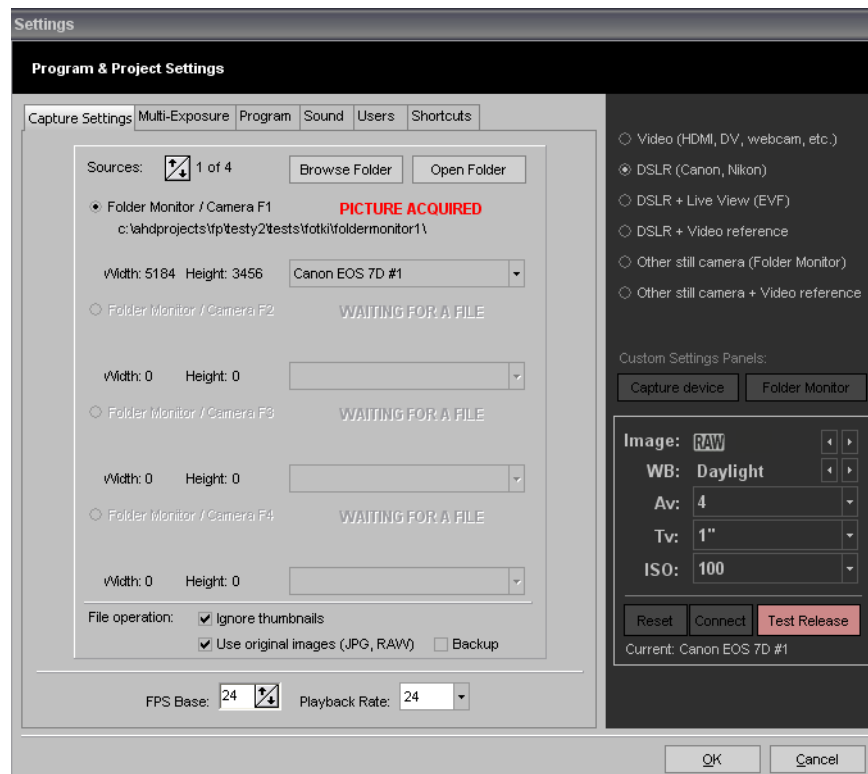 Settings
Program & Project Settings
Capture Settings Multi-Exposure Program Sound Users Shortcuts
Sources: 1 of 4 Browse Folder Open Folder
Folder Monitor / Camera F1 PICTURE ACQUIRED
c:\ahdprojects\fp\testy2\tests\fotki\foldermonitor1\
Width: 5184 Height: 3456 Canon EOS 7D #1
Folder Monitor / Camera F2 WAITING FOR A FILE
Width: 0 Height: 0
Folder Monitor / Camera F3 WAITING FOR A FILE
Width: 0 Height: 0
Folder Monitor / Camera F4 WAITING FOR A FILE
Width: 0 Height: 0
File operation: Ignore thumbnails
Use original images (JPG, RAW) Backup
FPS Base: 24 Playback Rate: 24
Video (HDMI, DV, webcam, etc.)
DSLR (Canon, Nikon)
DSLR + Live View (EVF)
DSLR + Video reference
Other still camera (Folder Monitor)
Other still camera + Video reference
Custom Settings Panels:
Capture device Folder Monitor
Image: RAW
WB: Daylight
Av: 4
Tv: 1"
ISO: 100
Reset Connect Test Release
Current: Canon EOS 7D #1
OK Cancel